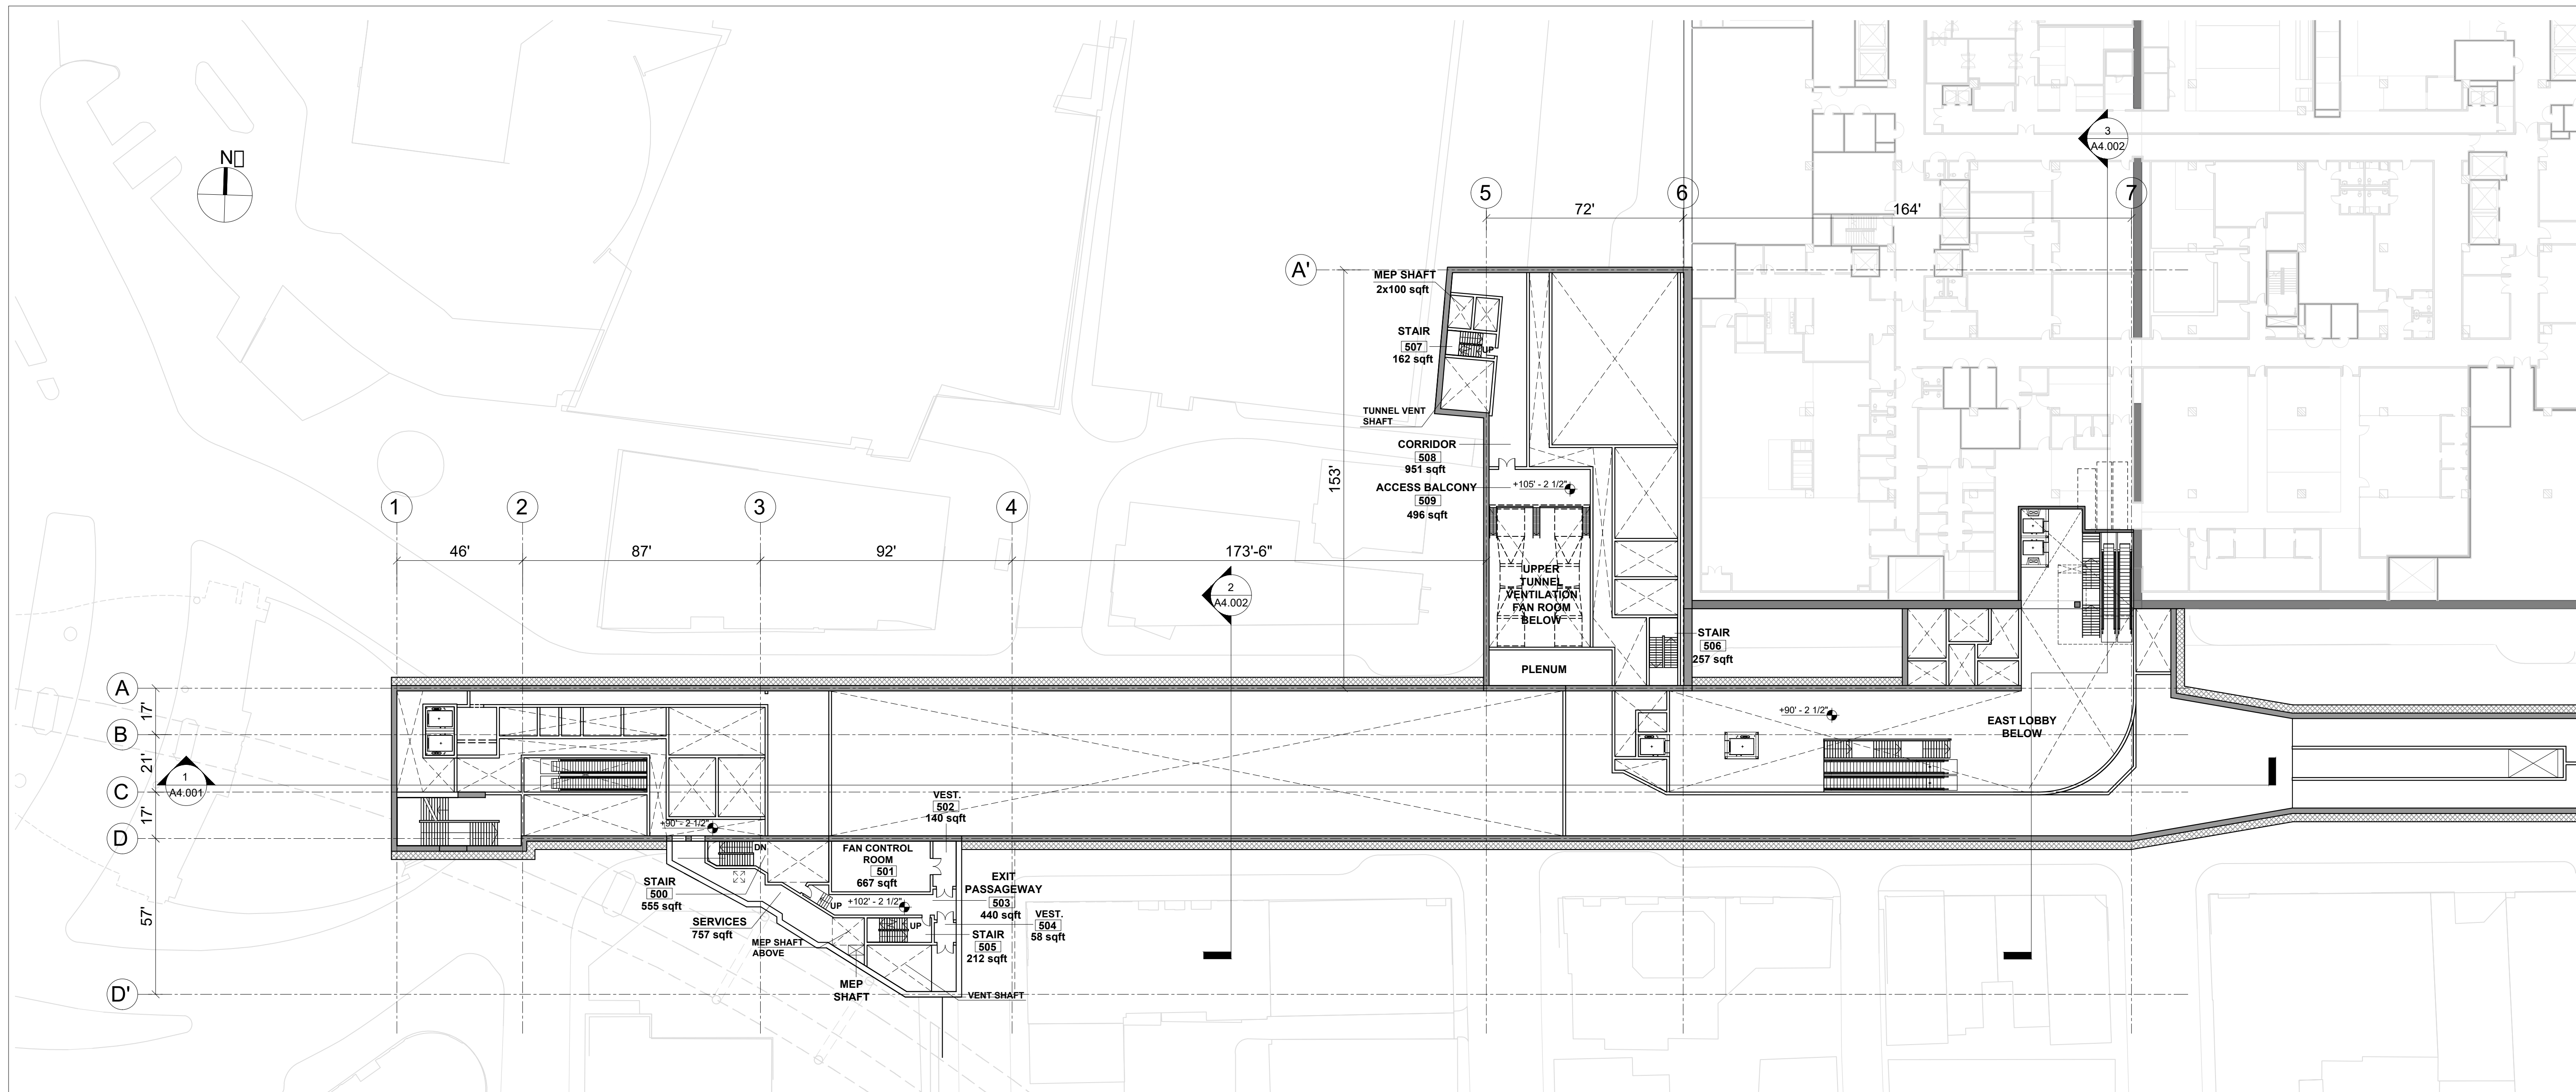 N
3
A4.002
5
6
7
72'
164'
A'
MEP SHAFT
2x100 sqft
STAIR
507
162 sqft
UP
TUNNEL VENT
SHAFT
CORRIDOR
508
951 sqft
153'
ACCESS BALCONY
509
496 sqft
+105' - 2 1/2"
1
2
3
4
46'
87'
92'
173'-6"
2
A4.002
UPPER
TUNNEL
VENTILATION
FAN ROOM
BELOW
STAIR
506
257 sqft
PLENUM
A
17'
B
21'
1
A4.001
C
17'
D
57'
D'
+90' - 2 1/2"
EAST LOBBY
BELOW
+90' - 2 1/2"
DN
VEST.
502
140 sqft
FAN CONTROL
ROOM
501
667 sqft
STAIR
500
555 sqft
EXIT
PASSAGEWAY
503
440 sqft
UP
+102' - 2 1/2"
SERVICES
757 sqft
VEST.
504
58 sqft
UP
STAIR
505
212 sqft
MEP SHAFT
ABOVE
MEP
SHAFT
VENT SHAFT